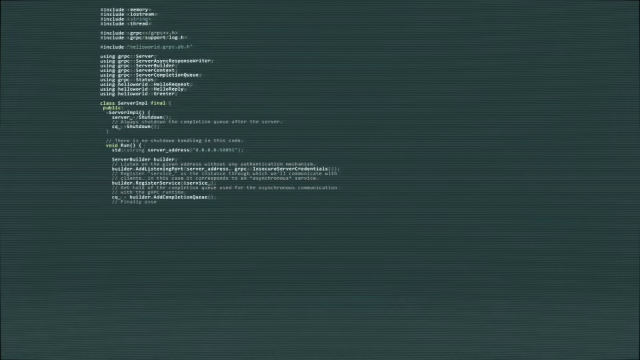 #include <memory>
#include <iostream>
#include <string>
#include <thread>
#include <grpc++/grpc++.h>
#include <grpc/support/log.h>
#include "helloworld.grpc.pb.h"
using grpc::Server;
using grpc::ServerAsyncResponseWriter;
using grpc::ServerBuilder;
using grpc::ServerContext;
using grpc::ServerCompletionQueue;
using grpc::Status;
using helloworld::HelloRequest;
using helloworld::HelloReply;
using helloworld::Greeter;
class ServerImpl final {
public:
~ServerImpl() {
server_->Shutdown();
// Always shutdown the completion queue after the server.
cq_->Shutdown();
}
// There is no shutdown handling in this code.
void Run() {
std::string server_address("0.0.0.0:50051");
ServerBuilder builder;
// Listen on the given address without any authentication mechanism.
builder.AddListeningPort(server_address, grpc::InsecureServerCredentials());
// Register "service_" as the instance through which we'll communicate with
// clients. In this case it corresponds to an *asynchronous* service.
builder.RegisterService(&service_);
// Get hold of the completion queue used for the asynchronous communication
// with the gRPC runtime.
cq_ = builder.AddCompletionQueue();
// Finally asse